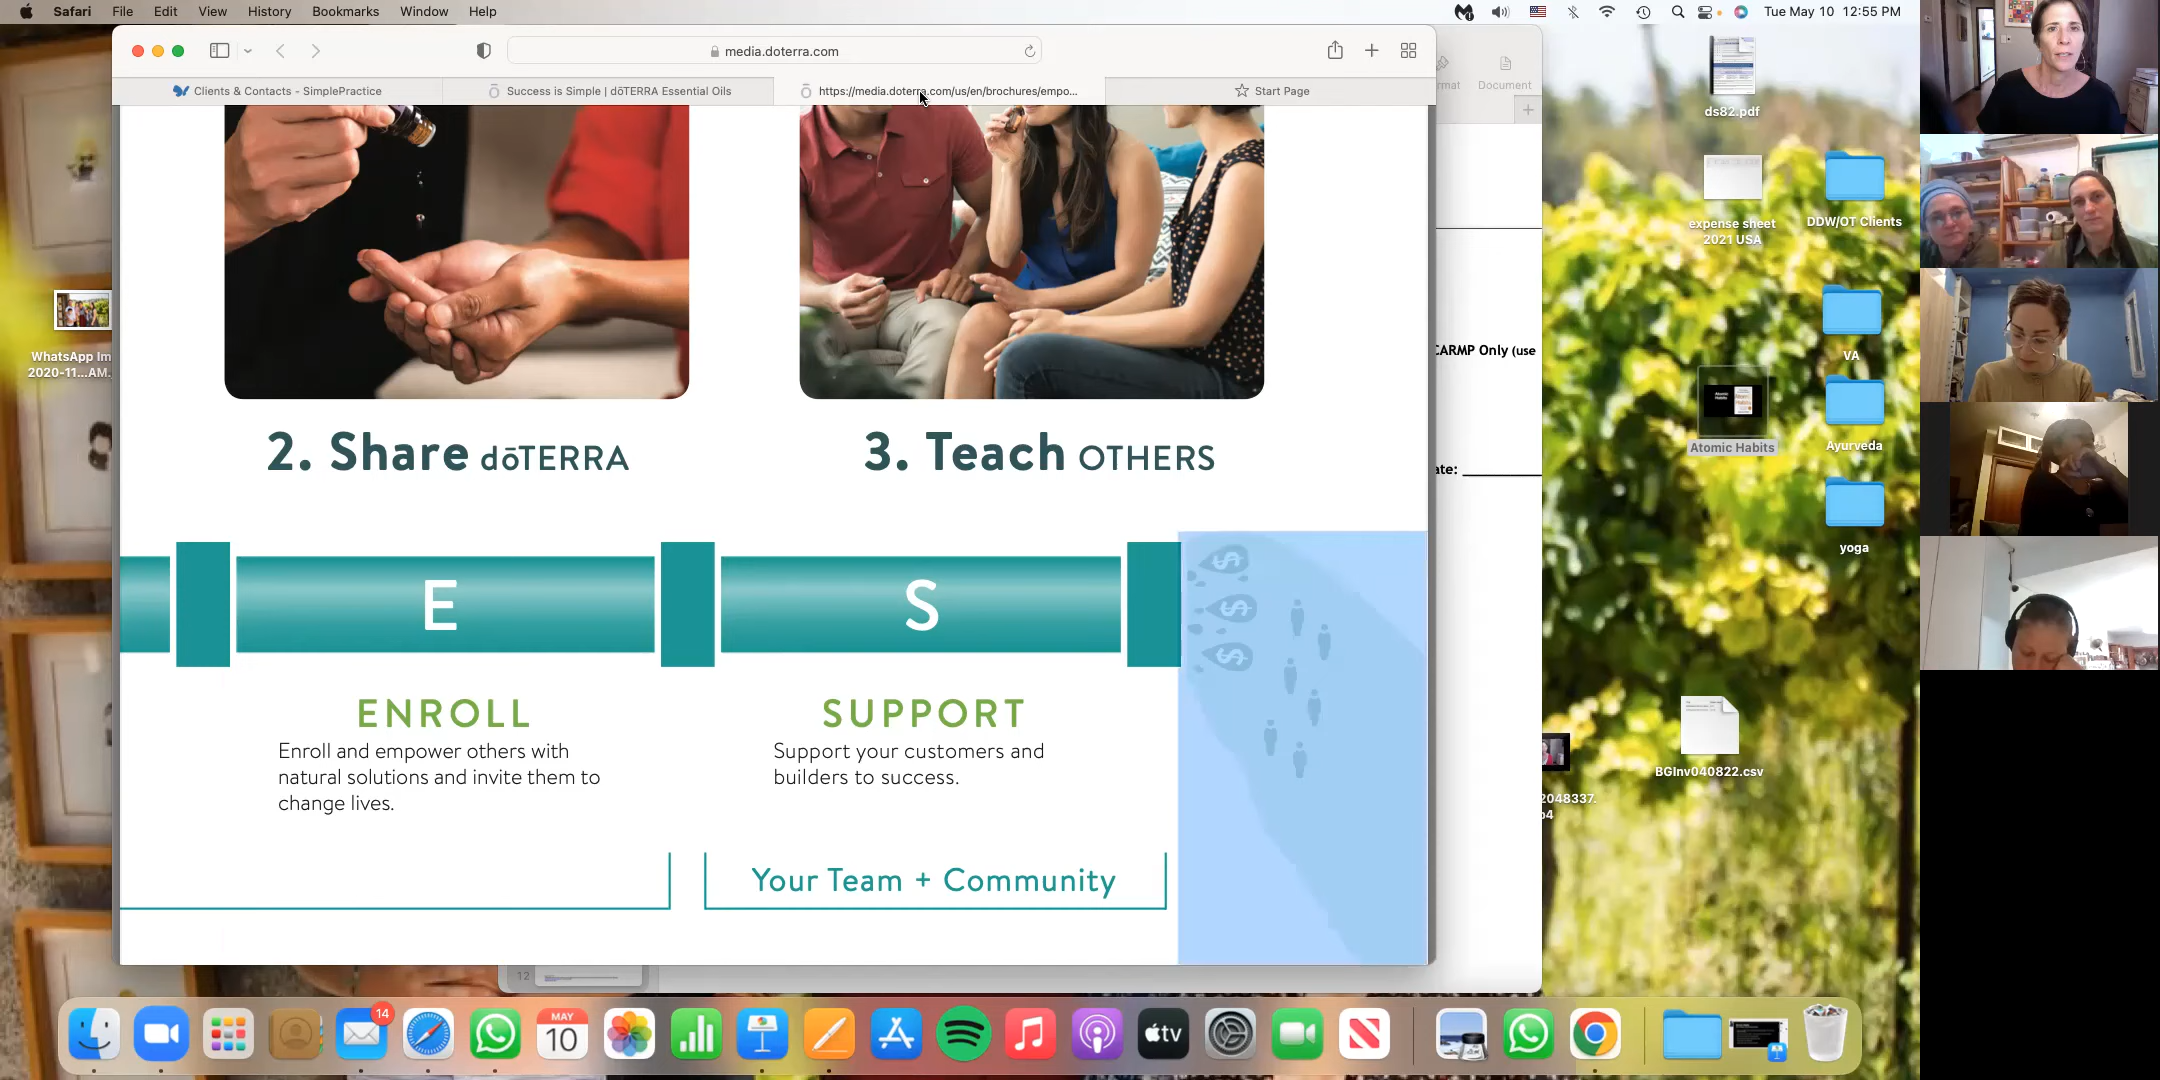 Safari File Edit View History Bookmarks Window Help
Tue May 10 12:55 PM
media.doterra.com
Clients & Contacts - SimplePractice
Success is Simple | dōTERRA Essential Oils
https://media.doterra.com/us/en/brochures/empo...
Start Page
Document
2. Share dōTERRA
3. Teach OTHERS
E
S
$
$
$
ENROLL
Enroll and empower others with
natural solutions and invite them to
change lives.
SUPPORT
Support your customers and
builders to success.
Your Team + Community
CARMP Only (use
ate:
12
WhatsApp Im
2020-11...AM.
ds82.pdf
expense sheet
2021 USA
DDW/OT Clients
VA
Atomic Habits
Ayurveda
yoga
BGInv040822.csv
2048337.
14
MAY
10
tv